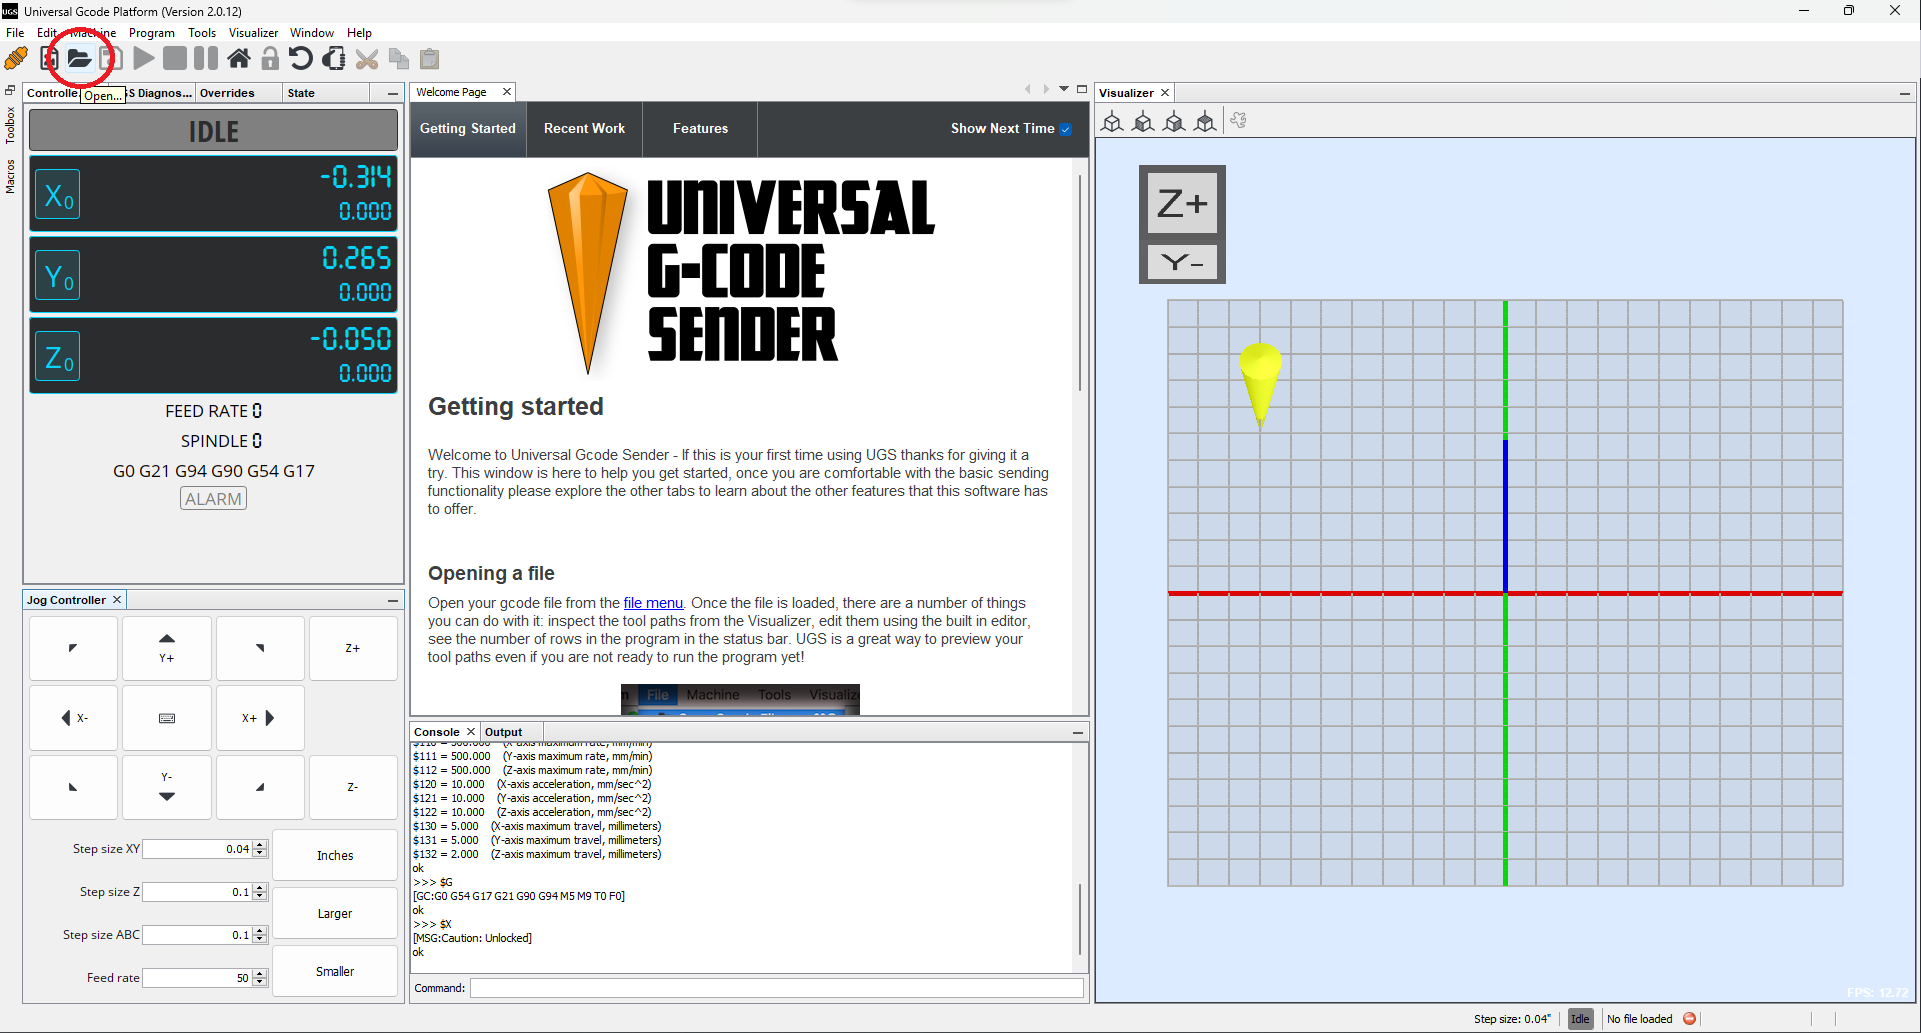 UGS Universal Gcode Platform (Version 2.0.12)
File Edit Machine Program Tools Visualizer Window Help
Open...
Toolbox
Macros
Controlle
S Diagnos...
Overrides
State
IDLE
X0
-0.314
0.000
Y0
0.265
0.000
Z0
-0.050
0.000
FEED RATE 0
SPINDLE 0
G0 G21 G94 G90 G54 G17
ALARM
Jog Controller
Y+
Z+
X-
X+
Y-
Z-
Step size XY 0.04
Step size Z 0.1
Step size ABC 0.1
Feed rate 50
Inches
Larger
Smaller
Welcome Page
Getting Started
Recent Work
Features
Show Next Time
UNIVERSAL
G-CODE
SENDER
Getting started
Welcome to Universal Gcode Sender - If this is your first time using UGS thanks for giving it a
try. This window is here to help you get started, once you are comfortable with the basic sending
functionality please explore the other tabs to learn about the other features that this software has
to offer.
Opening a file
Open your gcode file from the file menu. Once the file is loaded, there are a number of things
you can do with it: inspect the tool paths from the Visualizer, edit them using the built in editor,
see the number of rows in the program in the status bar. UGS is a great way to preview your
tool paths even if you are not ready to run the program yet!
File Machine Tools Visualize
Console
Output
$110 = 500.000 (X-axis maximum rate, mm/min)
$111 = 500.000 (Y-axis maximum rate, mm/min)
$112 = 500.000 (Z-axis maximum rate, mm/min)
$120 = 10.000 (X-axis acceleration, mm/sec^2)
$121 = 10.000 (Y-axis acceleration, mm/sec^2)
$122 = 10.000 (Z-axis acceleration, mm/sec^2)
$130 = 5.000 (X-axis maximum travel, millimeters)
$131 = 5.000 (Y-axis maximum travel, millimeters)
$132 = 2.000 (Z-axis maximum travel, millimeters)
ok
>>> $G
[GC:G0 G54 G17 G21 G90 G94 M5 M9 T0 F0]
ok
>>> $X
[MSG:Caution: Unlocked]
ok
Command:
Visualizer
Z+
Y-
FPS: 12.72
Step size: 0.04"
Idle
No file loaded